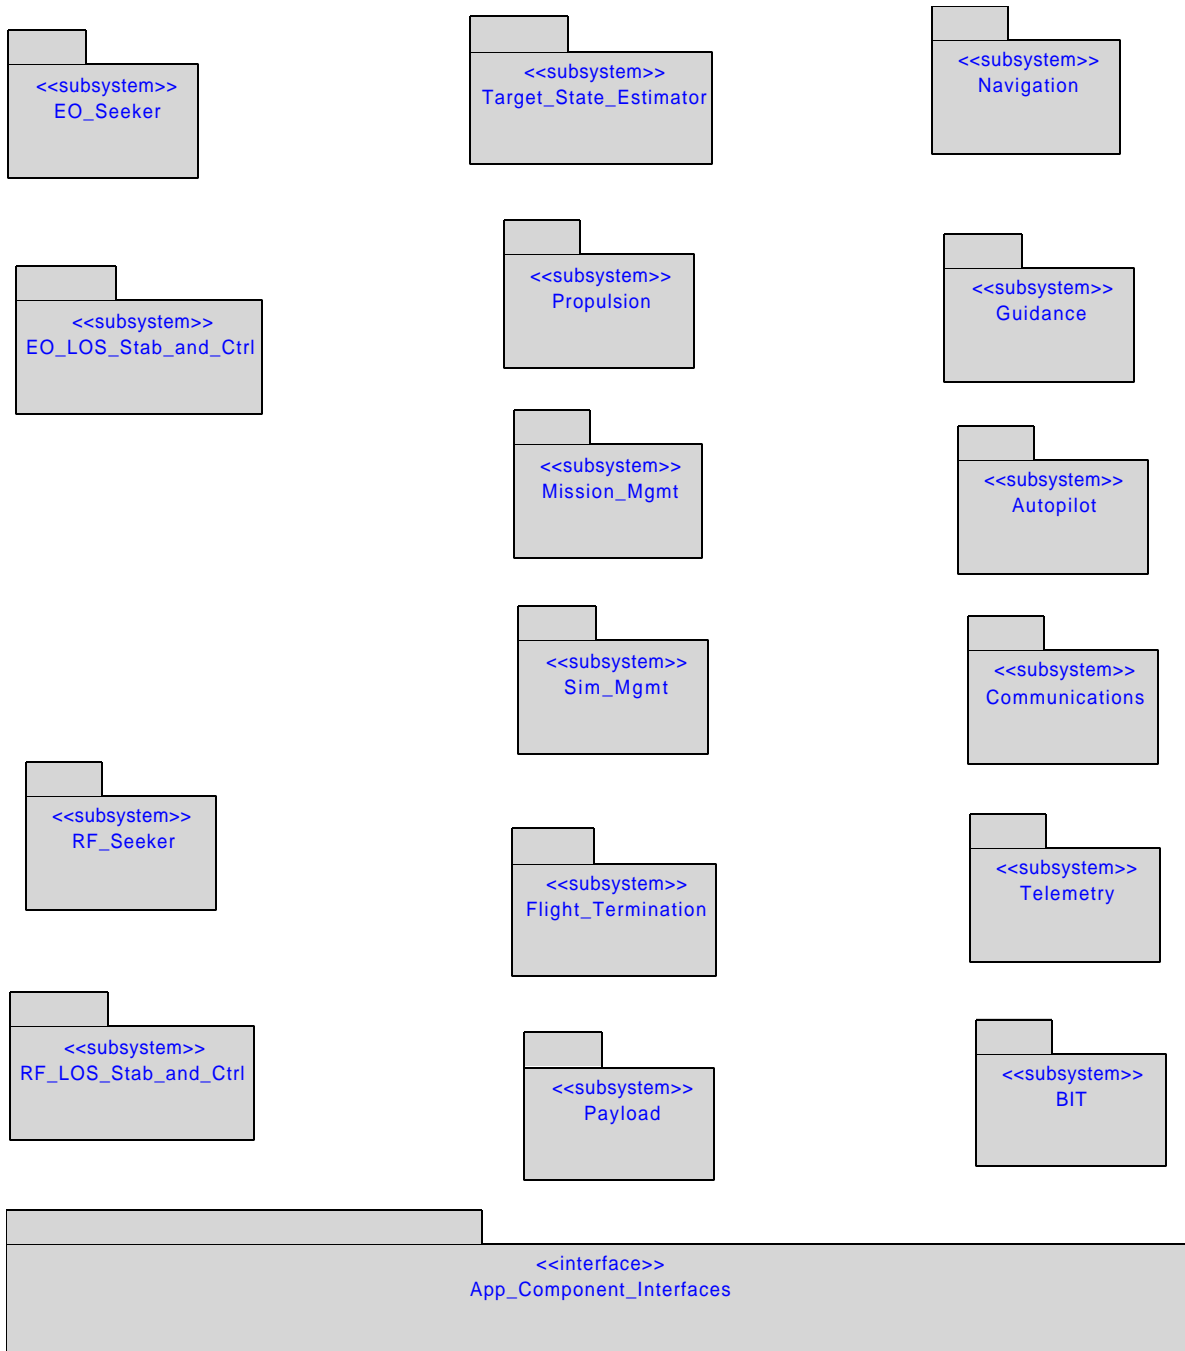 <<subsystem>>
EO_Seeker
<<subsystem>>
Target_State_Estimator
<<subsystem>>
Navigation
<<subsystem>>
EO_LOS_Stab_and_Ctrl
<<subsystem>>
Propulsion
<<subsystem>>
Guidance
<<subsystem>>
Mission_Mgmt
<<subsystem>>
Autopilot
<<subsystem>>
Sim_Mgmt
<<subsystem>>
Communications
<<subsystem>>
RF_Seeker
<<subsystem>>
Flight_Termination
<<subsystem>>
Telemetry
<<subsystem>>
RF_LOS_Stab_and_Ctrl
<<subsystem>>
Payload
<<subsystem>>
BIT
<<interface>>
App_Component_Interfaces